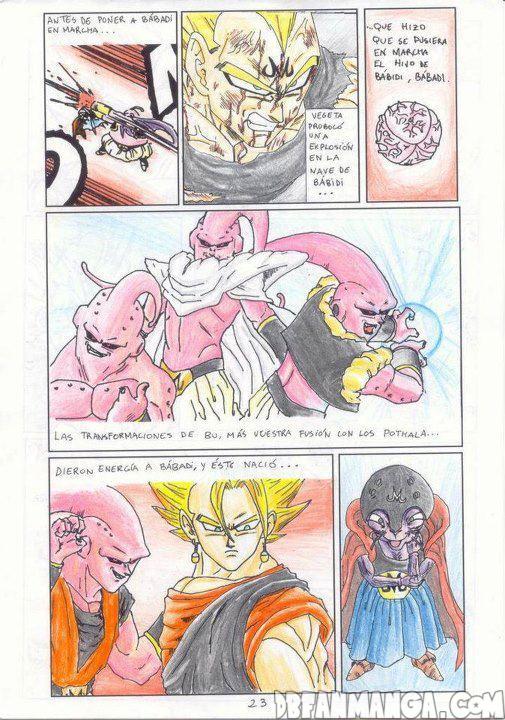 ANTES DE PONER A BÁBADI
EN MARCHA...
VEGETA
PROBOCÓ
UNA
EXPLOSIÓN
EN LA
NAVE DE
BÁBIDI
...
...QUE HIZO
QUE SE PUSIERA
EN MARCHA
EL HIJO DE
BÁBIDI, BÁBADI.
LAS TRANSFORMACIONES DE BU, MÁS VUESTRA FUSIÓN CON LOS POTHALA...
DIERON ENERGÍA A BÁBADI, Y ÉSTE NACIÓ...
M
23
DBFANMANGA.COM